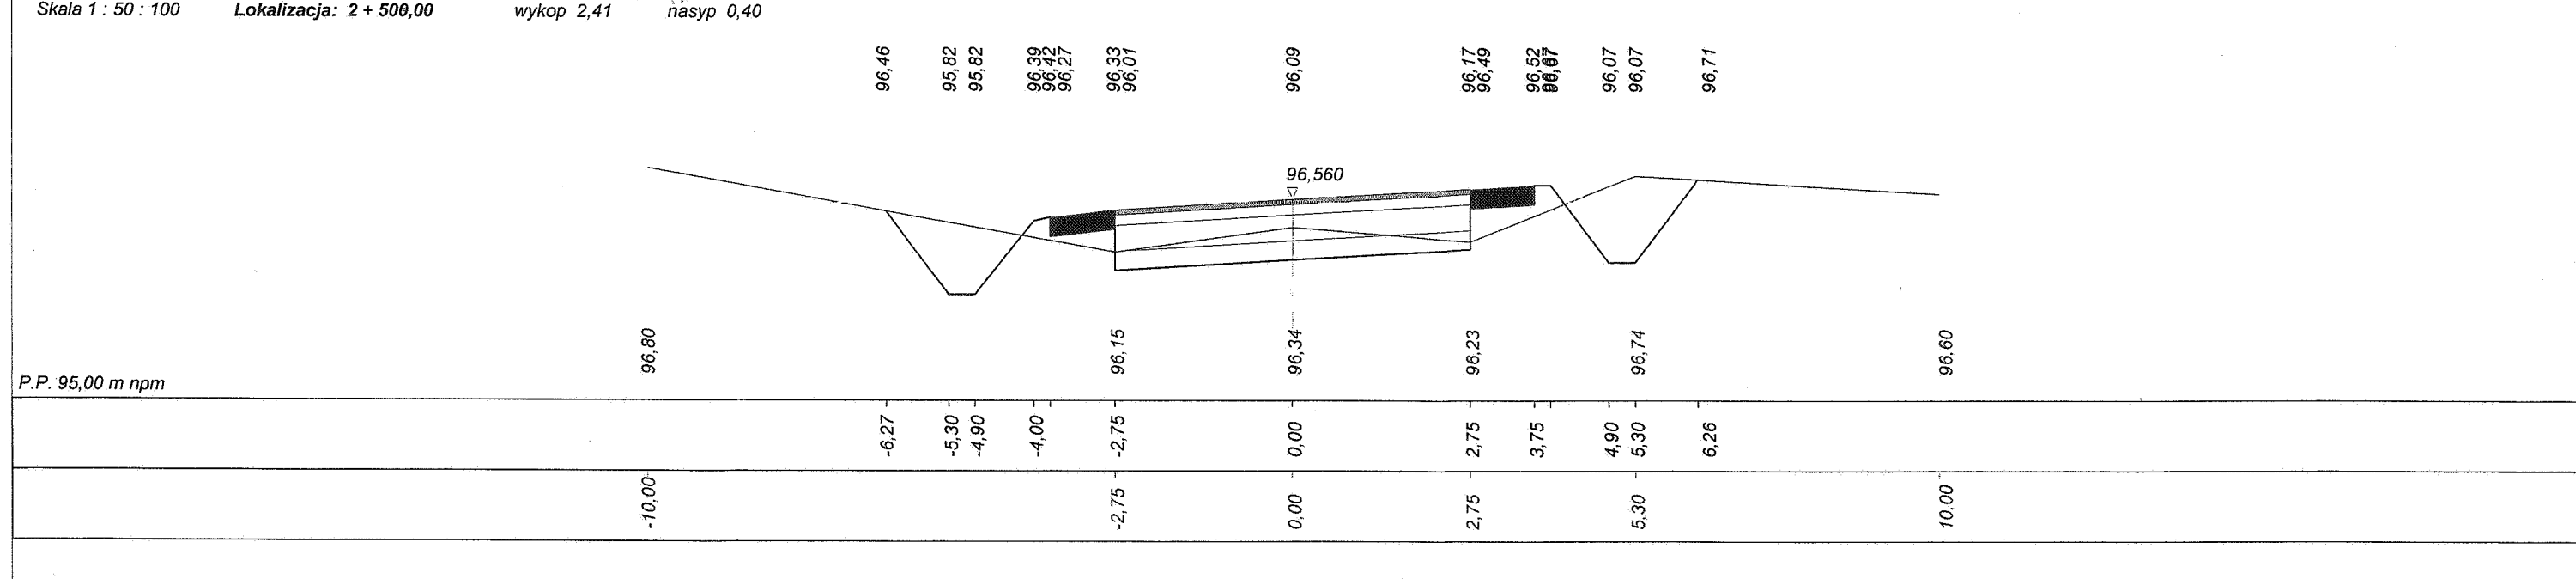 Skala 1 : 50 : 100 Lokalizacja: 2 + 500,00 wykop 2,41 nasyp 0,40
96,46 95,82 95,82 96,39 96,42 96,27 96,33 96,01 96,09 96,17 96,49 96,52 96,07 96,07 96,71
96,560
96,80 96,15 96,34 96,23 96,74 96,60
P.P. 95,00 m npm
-6,27 -5,30 -4,90 -4,00 -2,75 0,00 2,75 3,75 4,90 5,30 6,26
-10,00 -2,75 0,00 2,75 5,30 10,00